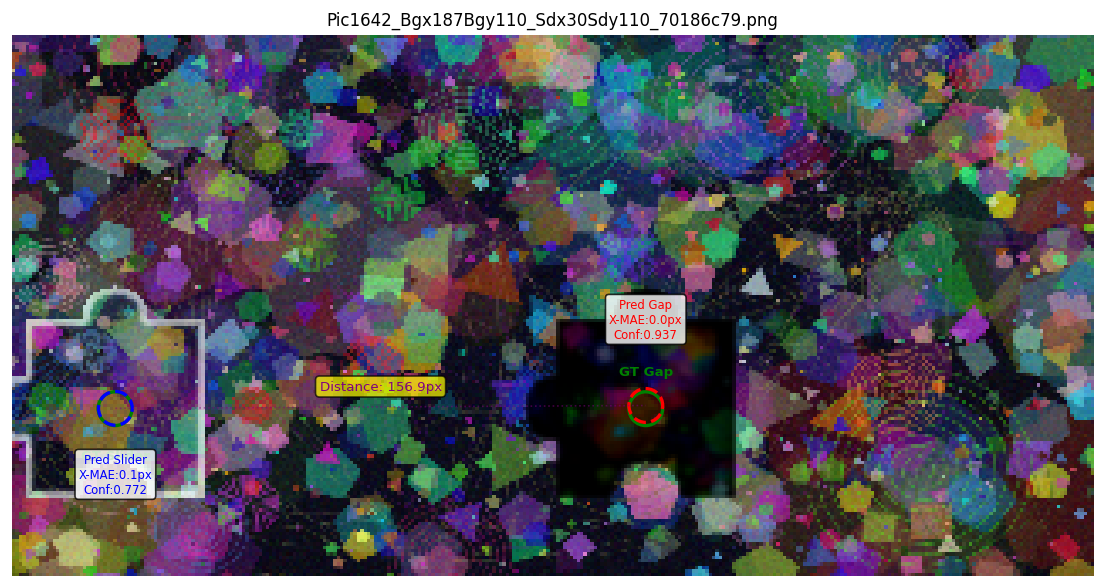 Pic1642_Bgx187Bgy110_Sdx30Sdy110_70186c79.png
Pred Gap
X-MAE:0.0px
Conf:0.937
GT Gap
Distance: 156.9px
Pred Slider
X-MAE:0.1px
Conf:0.772